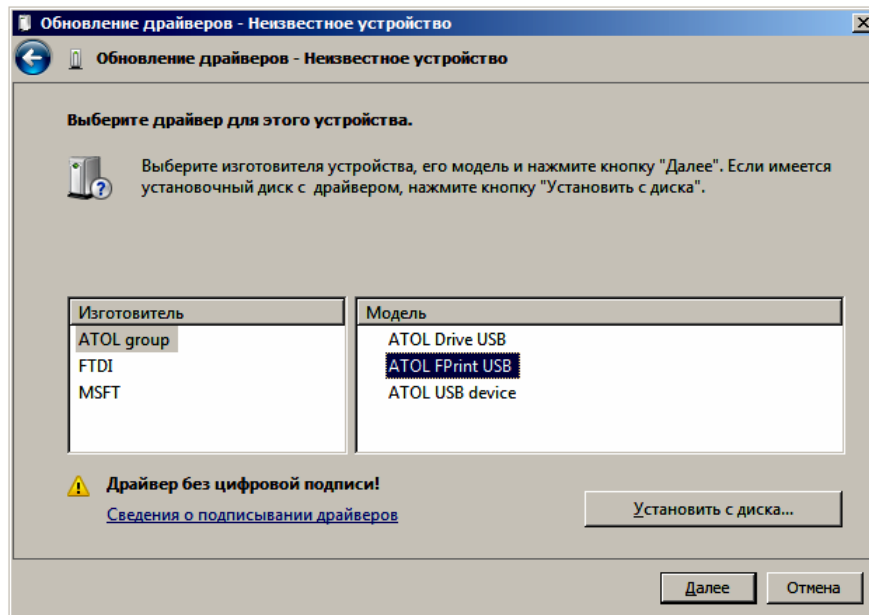 Обновление драйверов - Неизвестное устройство
Обновление драйверов - Неизвестное устройство
Выберите драйвер для этого устройства.
Выберите изготовителя устройства, его модель и нажмите кнопку "Далее". Если имеется
установочный диск с драйвером, нажмите кнопку "Установить с диска".
Изготовитель
ATOL group
FTDI
MSFT
Модель
ATOL Drive USB
ATOL FPrint USB
ATOL USB device
Драйвер без цифровой подписи!
Сведения о подписывании драйверов
Установить с диска...
Далее
Отмена